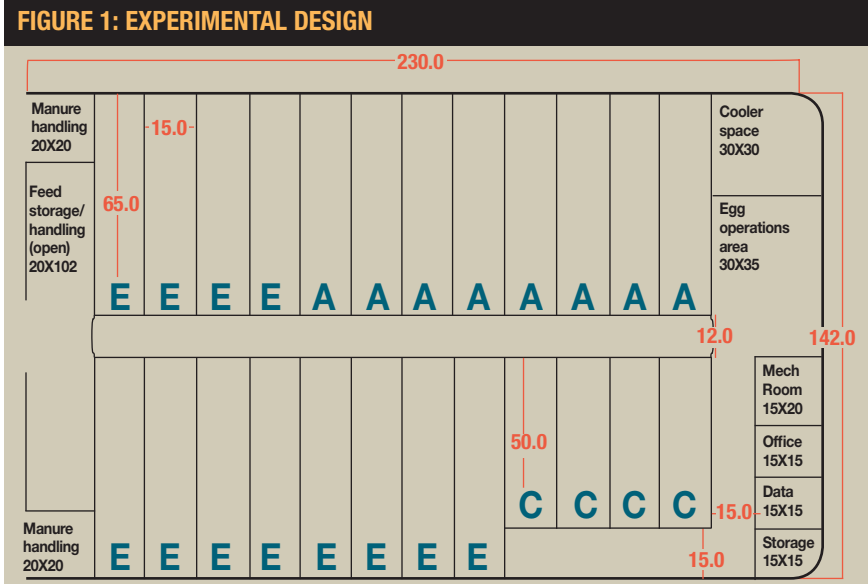 FIGURE 1: EXPERIMENTAL DESIGN
230.0
Manure
handling
20X20
15.0
Cooler
space
30X30
Feed
storage/
handling
(open)
20X102
65.0
Egg
operations
area
30X35
E E E E A A A A A A A A
12.0
142.0
Mech
Room
15X20
50.0
Office
15X15
Data
15X15
C C C C
15.0
Manure
handling
20X20
E E E E E E E E
15.0
Storage
15X15